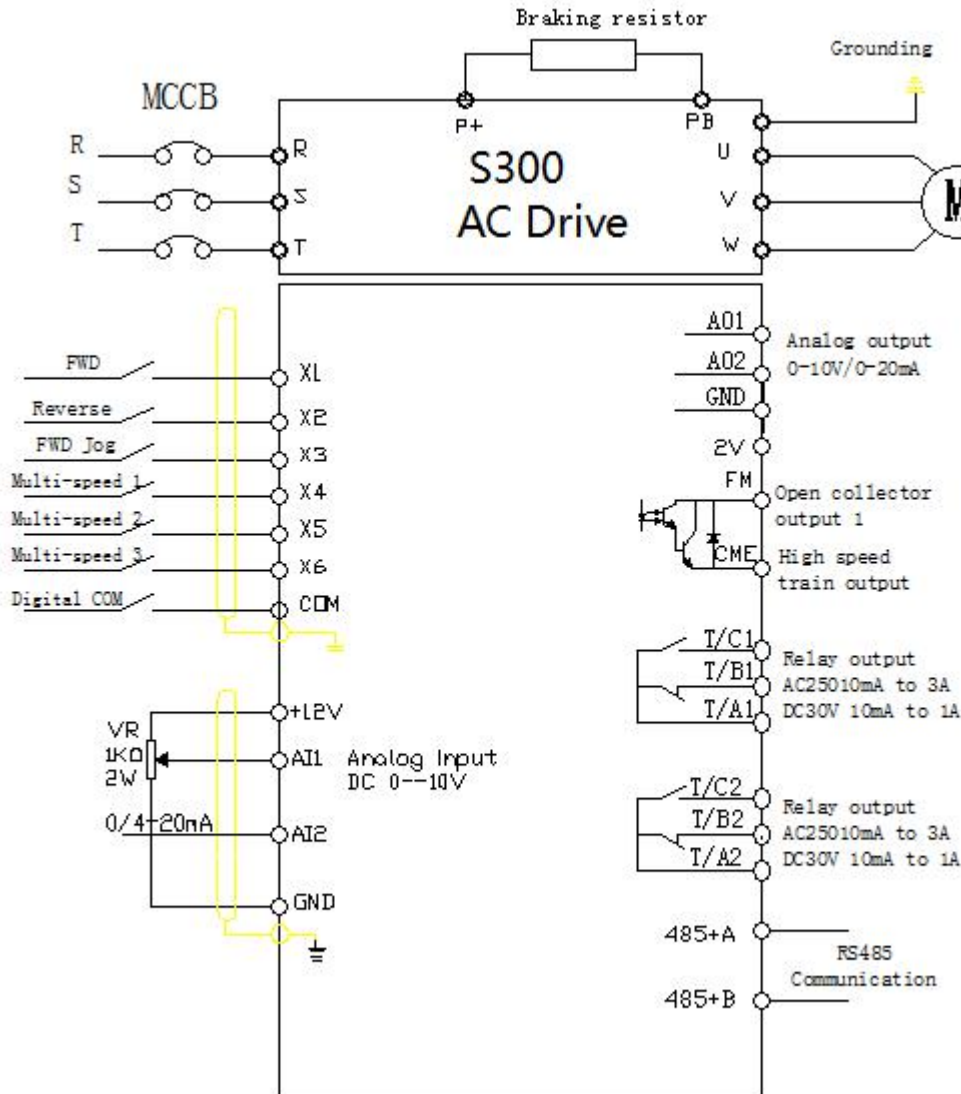 Braking resistor
Grounding
MCCB
P+
PB
R
R
U
S300
S
S
V
AC Drive
T
T
W
M
AO1
Analog output
0-10V/0-20mA
FWD
X1
AO2
GND
Reverse
X2
2V
FWD Jog
X3
FM
Multi-speed 1
X4
Open collector
output 1
Multi-speed 2
X5
Multi-speed 3
X6
CME
High speed
train output
Digital COM
COM
T/C1
Relay output
T/B1
AC25010mA to 3A
T/A1
DC30V 10mA to 1A
+12V
VR
1KΩ
2W
AI1
Analog Input
DC 0--10V
T/C2
Relay output
0/4-20mA
AI2
T/B2
AC25010mA to 3A
T/A2
DC30V 10mA to 1A
GND
485+A
RS485
Communication
485+B